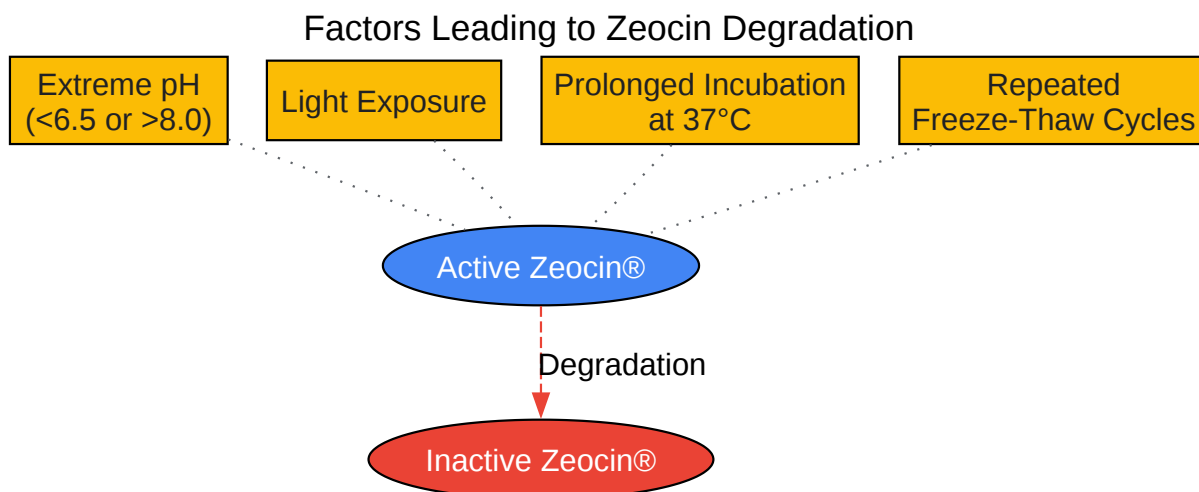 Factors Leading to Zeocin Degradation
Extreme pH
(<6.5 or >8.0)
Light Exposure
Prolonged Incubation
at 37°C
Repeated
Freeze-Thaw Cycles
Active Zeocin®
Degradation
Inactive Zeocin®